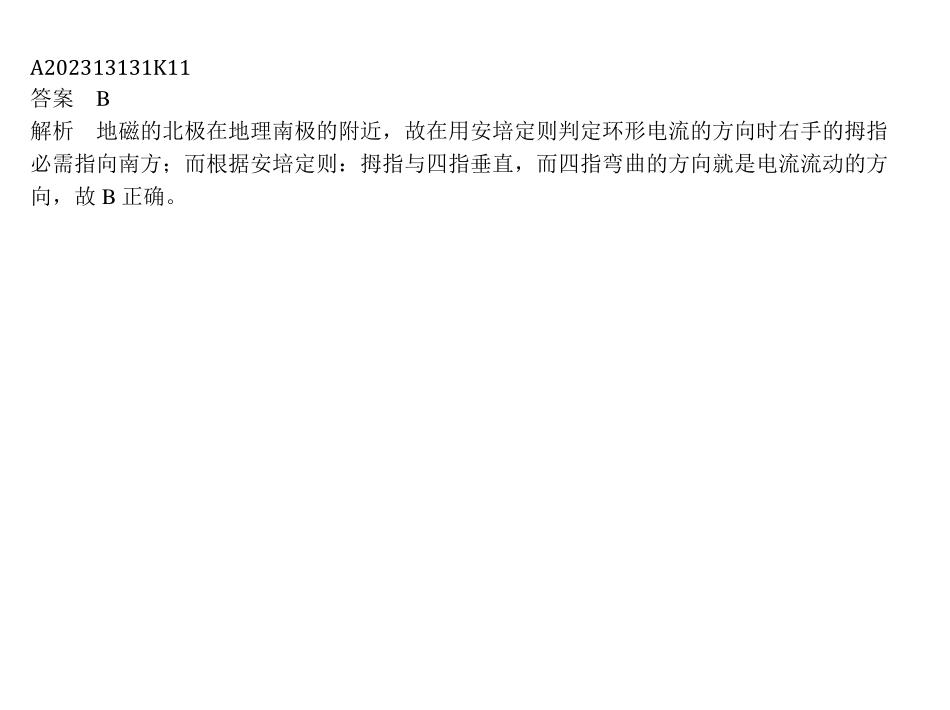 A202313131K11
答案 B
解析 地磁的北极在地理南极的附近，故在用安培定则判定环形电流的方向时右手的拇指
必需指向南方；而根据安培定则：拇指与四指垂直，而四指弯曲的方向就是电流流动的方
向，故 B 正确。